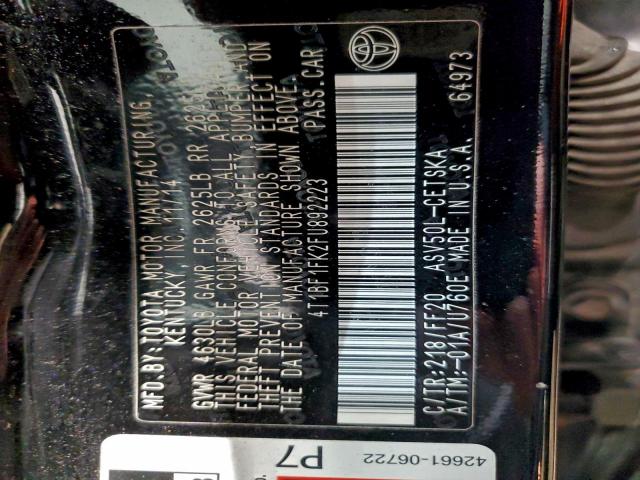 MFD.BY:TOYOTA MOTOR MANUFACTURING,
KENTUCKY, INC. 11/14
GVWR 4630LB GAWR FR 2625LB RR 2625LB
THIS VEHICLE CONFORMS TO ALL APPLICABLE
FEDERAL MOTOR VEHICLE SAFETY, BUMPER, AND
THEFT PREVENTION STANDARDS IN EFFECT ON
THE DATE OF MANUFACTURE SHOWN ABOVE.
4T1BF1FK2FU892223 PASS.CAR
C/TR:218/FF20 ASV50L-CETSKA
A/TM:-01A/U760E MADE IN U.S.A. 64973
42661-06722
P7